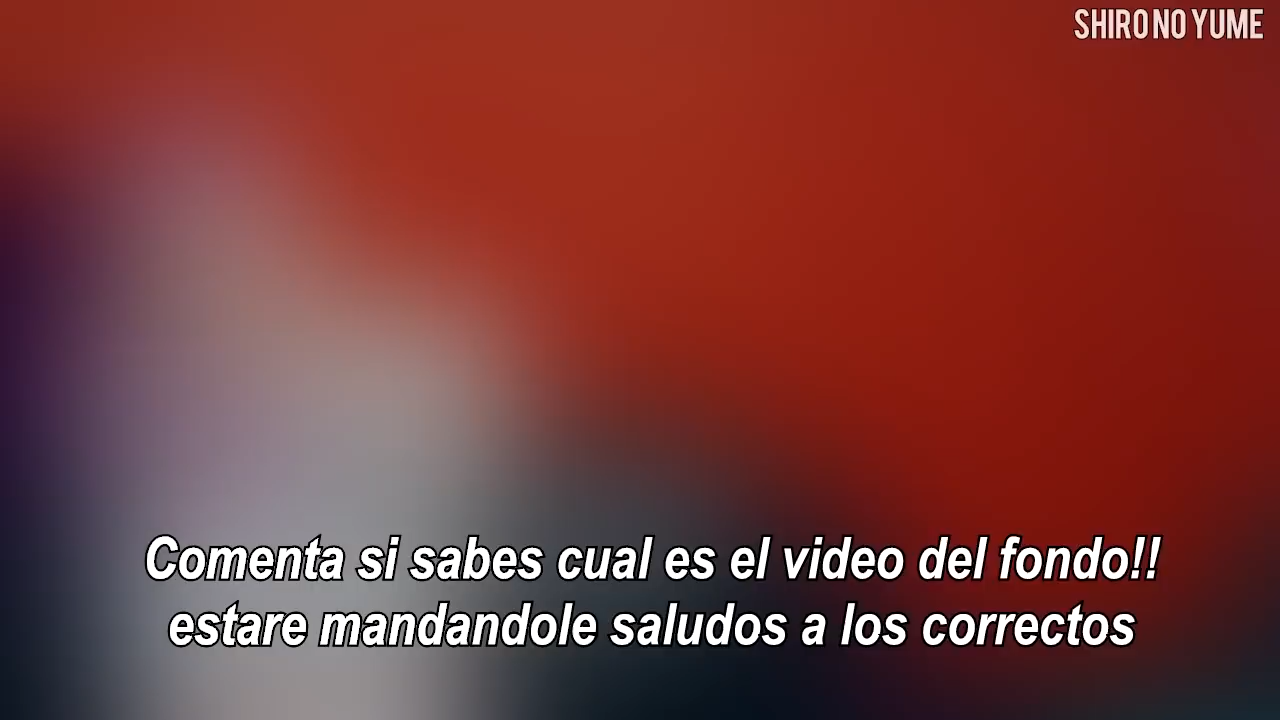 SHIRO NO YUME
Comenta si sabes cual es el video del fondo!!
estare mandandole saludos a los correctos